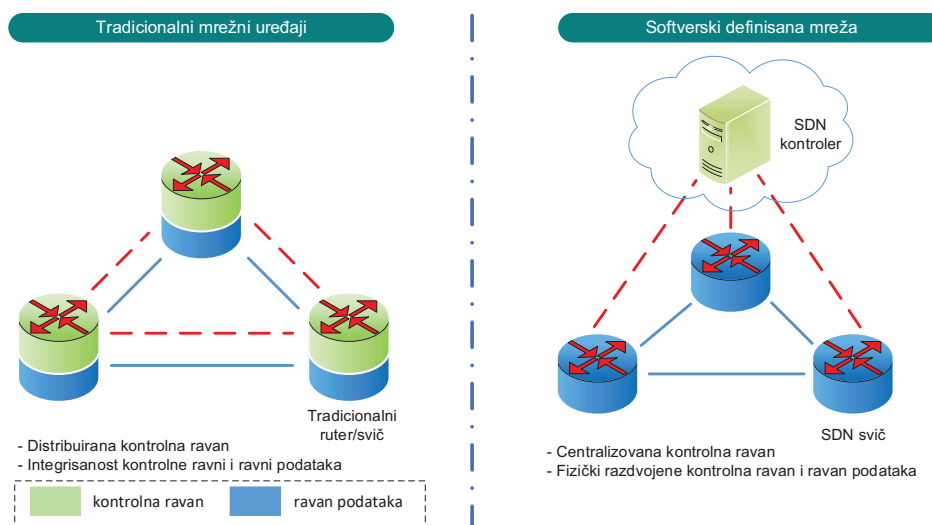 Tradicionalni mrežni uređaji
Softverski definisana mreža
SDN
kontroler
Tradicionalni
ruter/svič
SDN svič
- Distribuirana kontrolna ravan
- Integrisanost kontrolne ravni i ravni podataka
- Centralizovana kontrolna ravan
- Fizički razdvojene kontrolna ravan i ravan podataka
kontrolna ravan
ravan podataka